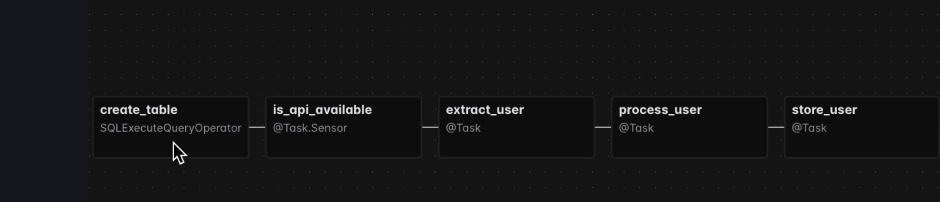 create_table
SQLExecuteQueryOperator
is_api_available
@Task.Sensor
extract_user
@Task
process_user
@Task
store_user
@Task